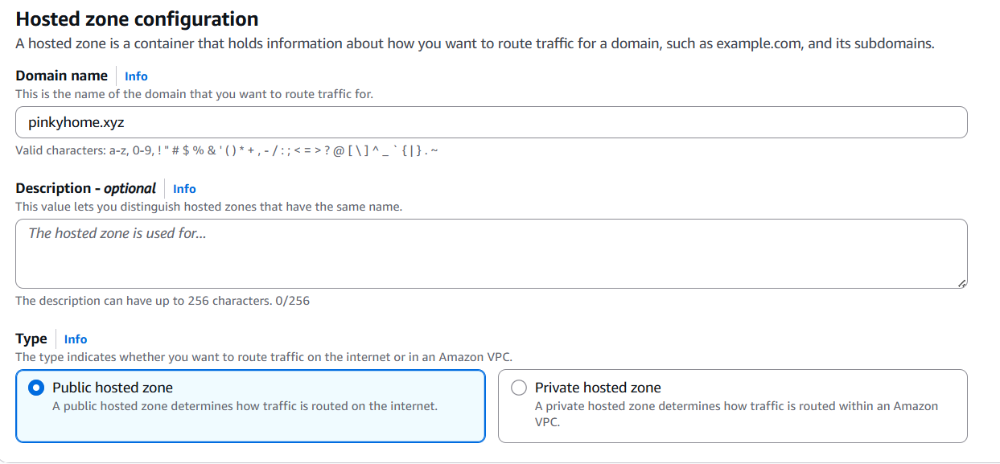 Hosted zone configuration
A hosted zone is a container that holds information about how you want to route traffic for a domain, such as example.com, and its subdomains.
Domain name Info
This is the name of the domain that you want to route traffic for.
pinkyhome.xyz
Valid characters: a-z, 0-9, ! " # $ % & ' ( ) * + , - / : ; < = > ? @ [ \ ] ^ _ ` { | } . ~
Description - optional Info
This value lets you distinguish hosted zones that have the same name.
The hosted zone is used for...
The description can have up to 256 characters. 0/256
Type Info
The type indicates whether you want to route traffic on the internet or in an Amazon VPC.
Public hosted zone
A public hosted zone determines how traffic is routed on the internet.
Private hosted zone
A private hosted zone determines how traffic is routed within an Amazon
VPC.